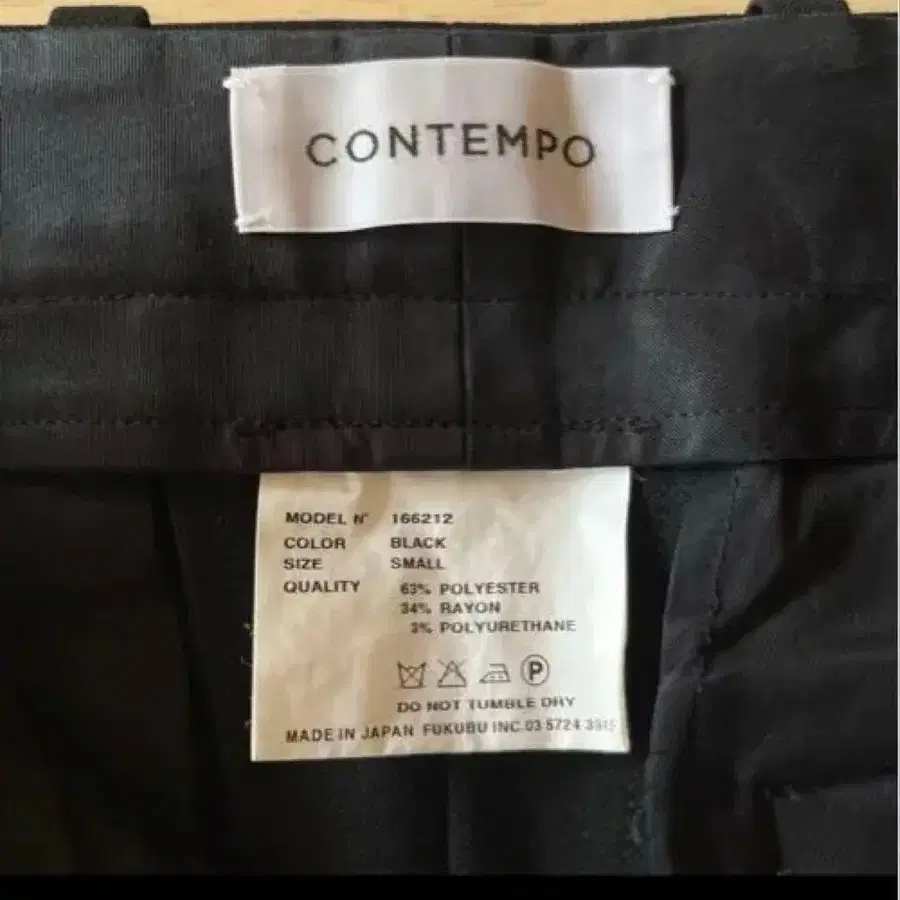 CONTEMPO
MODEL N° 166212
COLOR BLACK
SIZE SMALL
QUALITY 63% POLYESTER
34% RAYON
3% POLYURETHANE
P
DO NOT TUMBLE DRY
MADE IN JAPAN FUKUBU INC. 03 5724